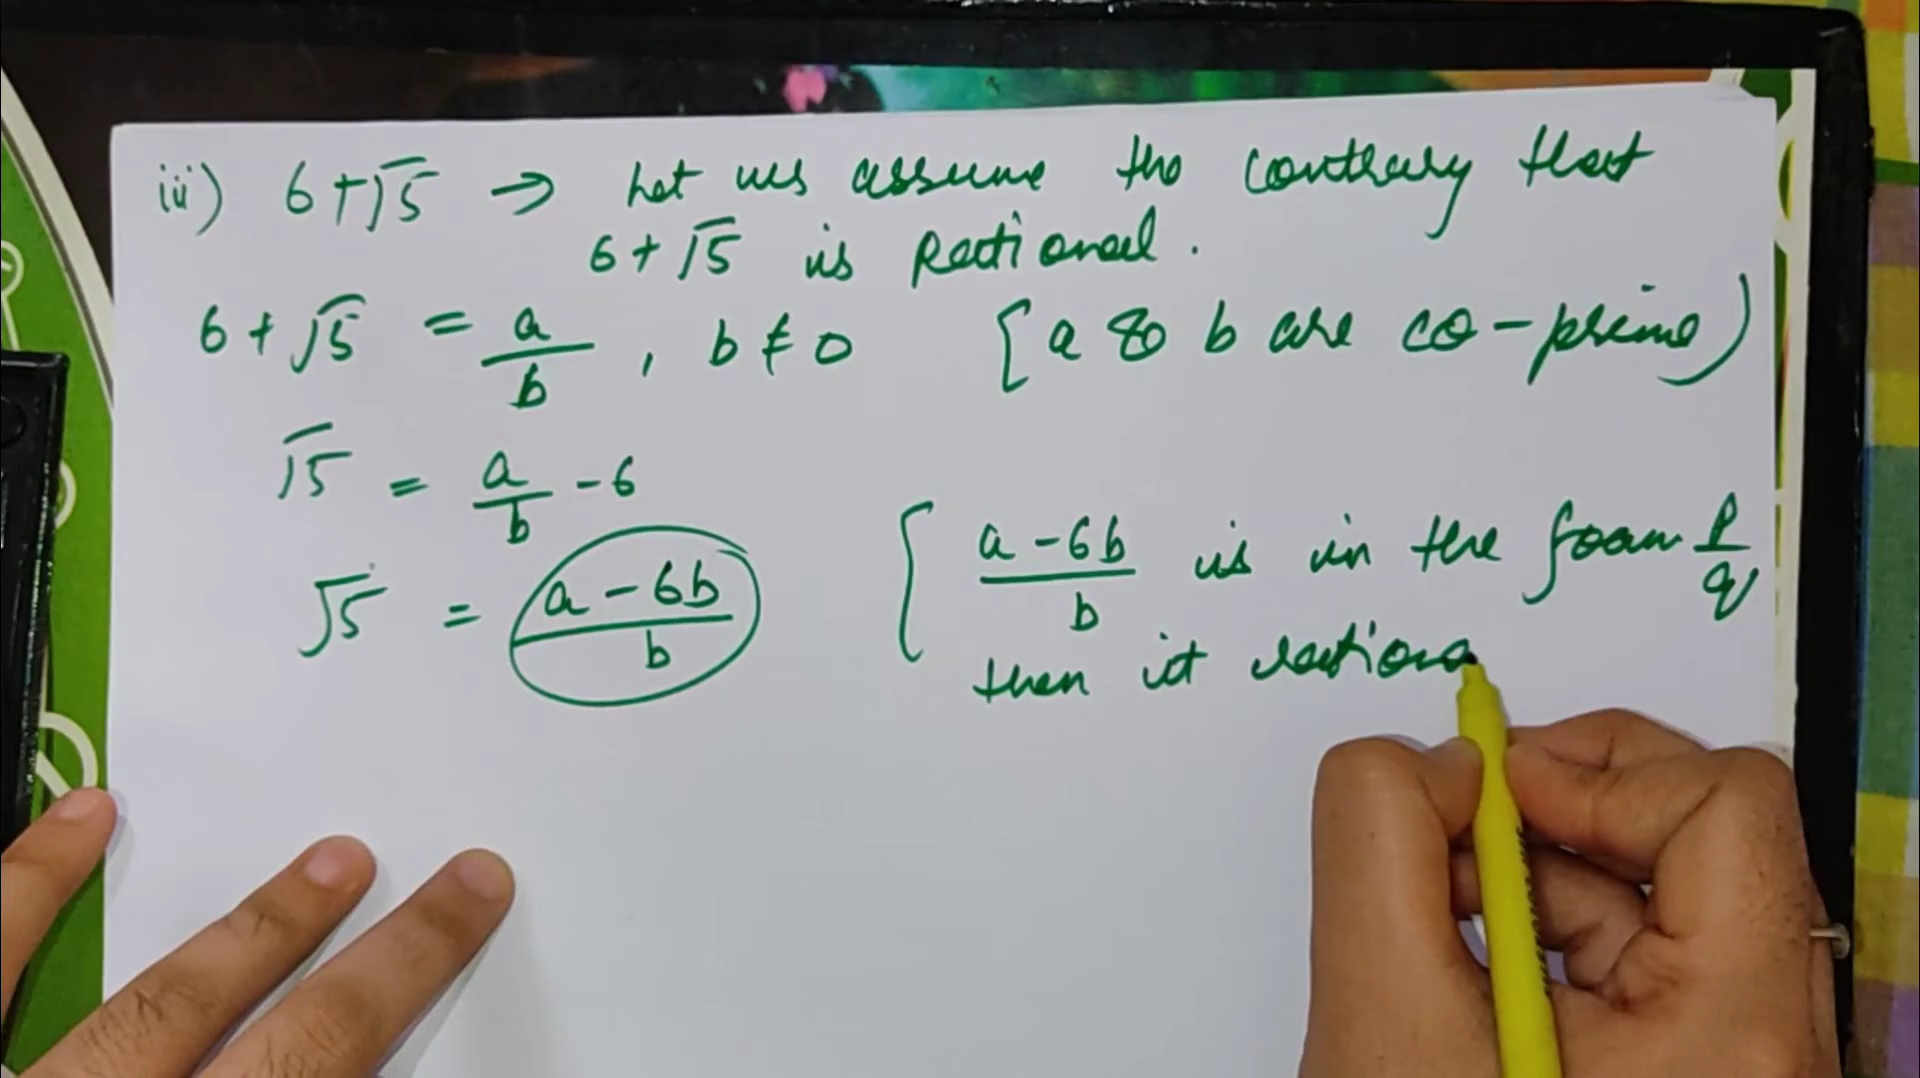 iii) 6+√5 → Let us assume the contrary that
6+√5 is Rational.
6+√5 = a/b , b≠0 [a & b are co-prime)
√5 = a/b - 6
√5 = (a-6b)/b
[ (a-6b)/b is in the foam P/q
then it rationa